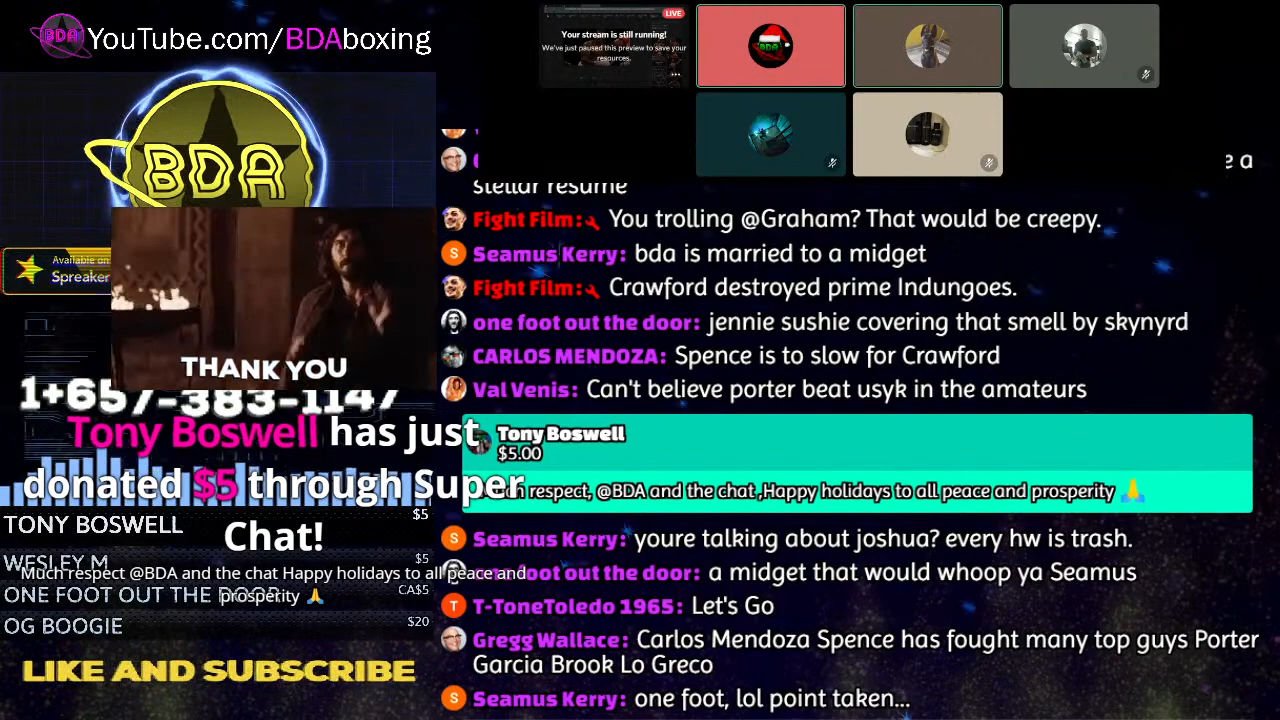 YouTube.com/BDAboxing
LIVE
Your stream is still running!
We've just paused this preview to save your
resources.
BDA
BDA
e a
stellar resume
Fight Film: You trolling @Graham? That would be creepy.
S Seamus Kerry: bda is married to a midget
Fight Film: Crawford destroyed prime Indungoes.
one foot out the door: jennie sushie covering that smell by skynyrd
CARLOS MENDOZA: Spence is to slow for Crawford
Val Venis: Can't believe porter beat usyk in the amateurs
Tony Boswell
$5.00
respect, @BDA and the chat ,Happy holidays to all peace and prosperity 🙏
S Seamus Kerry: youre talking about joshua? every hw is trash.
foot out the door: a midget that would whoop ya Seamus
T T-ToneToledo 1965: Let's Go
Gregg Wallace: Carlos Mendoza Spence has fought many top guys Porter
Garcia Brook Lo Greco
S Seamus Kerry: one foot, lol point taken...
BDA
Available on
Spreaker
THANK YOU
1+657-383-1147
Tony Boswell has just
donated $5 through Super
Chat!
Much respect @BDA and the chat Happy holidays to all peace and
prosperity 🙏
TONY BOSWELL $5
WESLEY M $5
ONE FOOT OUT THE CA$5
OG BOOGIE $20
LIKE AND SUBSCRIBE